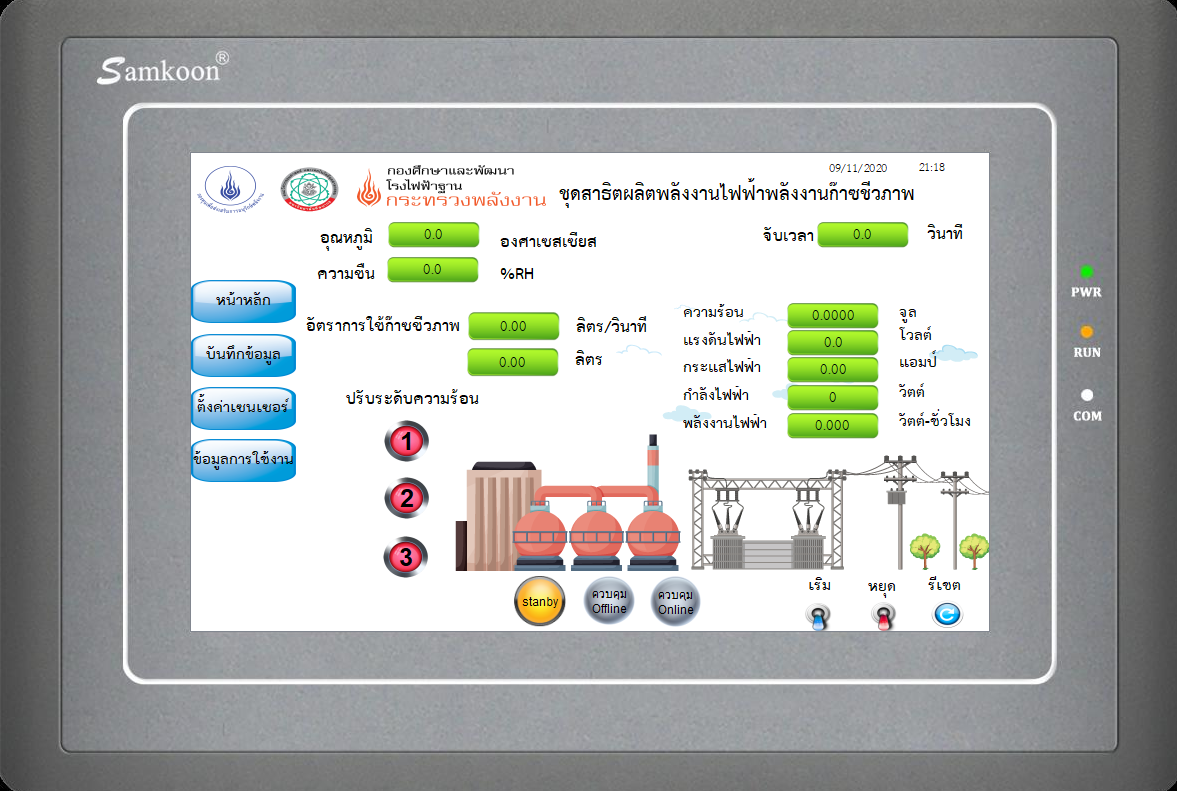 Samkoon®
กองศึกษาและพัฒนา
โรงไฟฟ้าฐาน
กระทรวงพลังงาน
09/11/2020 21:18
ชุดสาธิตผลิตพลังงานไฟฟ้าพลังงานก๊าซชีวภาพ
อุณหภูมิ 0.0 องศาเซสเซียส
จับเวลา 0.0 วินาที
ความชืน 0.0 %RH
หน้าหลัก
บันทึกข้อมูล
ตั้งค่าเซนเซอร์
ข้อมูลการใช้งาน
อัตราการใช้ก๊าซชีวภาพ 0.00 ลิตร/วินาที
0.00 ลิตร
ความร้อน 0.0000 จูล
แรงดันไฟฟ้า 0.0 โวลต์
กระแสไฟฟ้า 0.00 แอมป์
กำลังไฟฟ้า 0 วัตต์
พลังงานไฟฟ้า 0.000 วัตต์-ชั่วโมง
ปรับระดับความร้อน
1
2
3
stanby
ควบคุม
Offline
ควบคุม
Online
เริ่ม
หยุด
รีเซต
PWR
RUN
COM